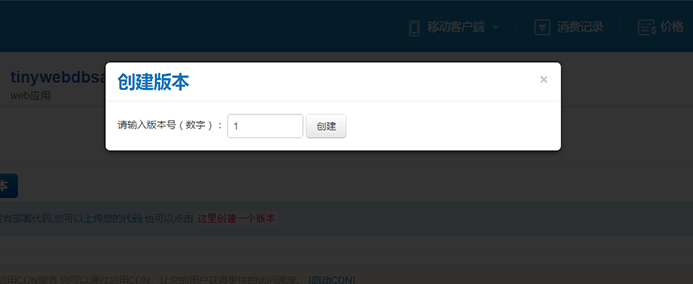 移动客户端 消费记录 价格
tinywebdbsa
web应用
创建版本 ×
请输入版本号（数字）： 1 创建
本
有部署代码,您可以上传您的代码 也可以点击 这里创建一个版本
启用CDN服务,您可以通过启用CDN，让您的用户获得更快的访问速度。 [启动CDN]